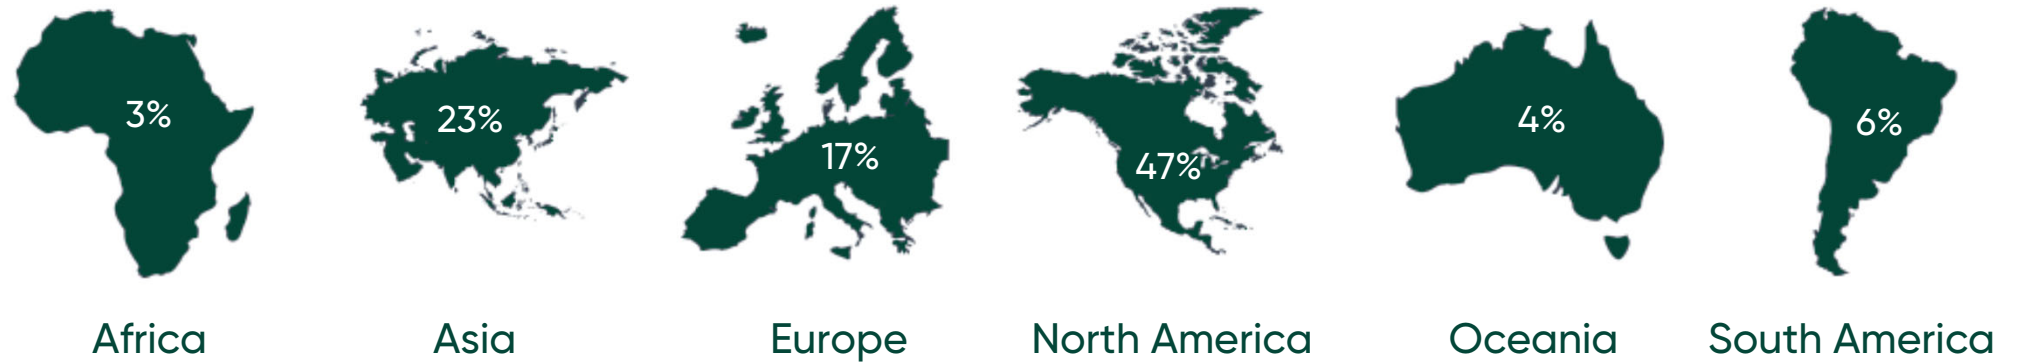 3%
23%
17%
47%
4%
6%
Africa
Asia
Europe
North America
Oceania
South America